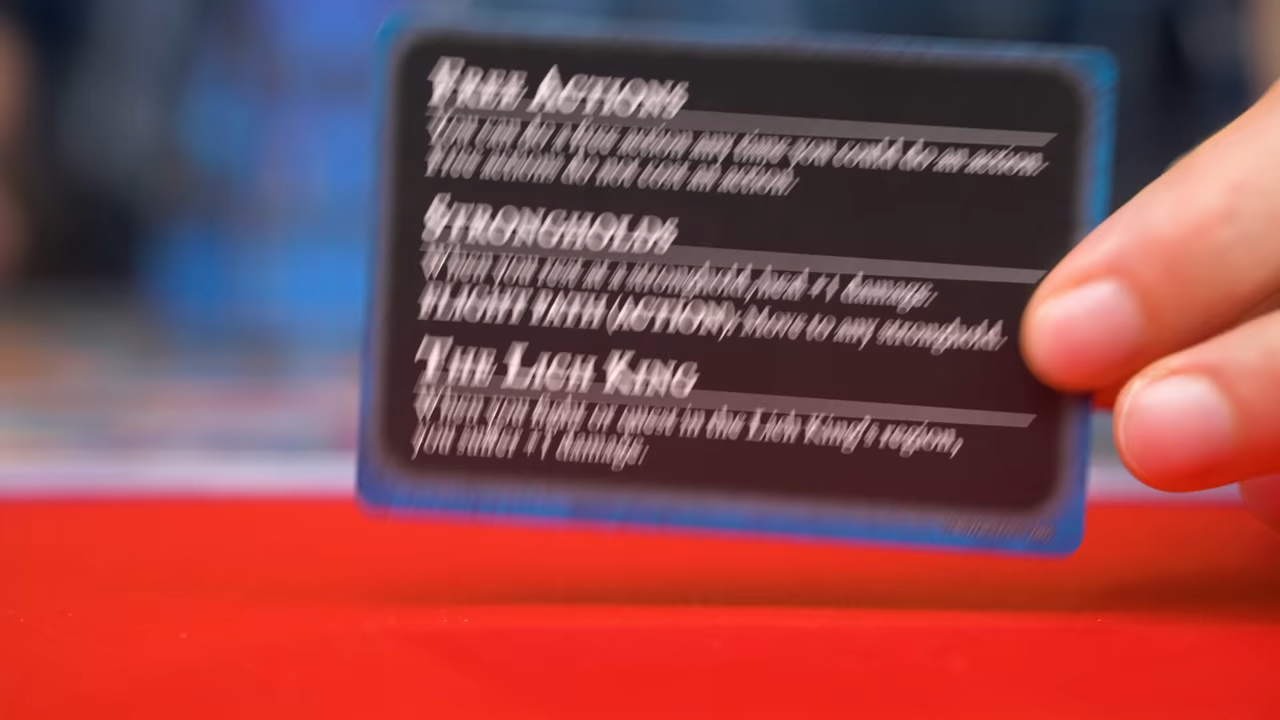 FREE ACTIONS
You can do a free action any time you could do an action.
Free actions do not cost an action.
STRONGHOLDS
When you rest at a stronghold, heal +1 damage.
FLIGHT PATH (ACTION): Move to any stronghold.
THE LICH KING
When you fight or quest in the Lich King's region,
you suffer +1 damage.